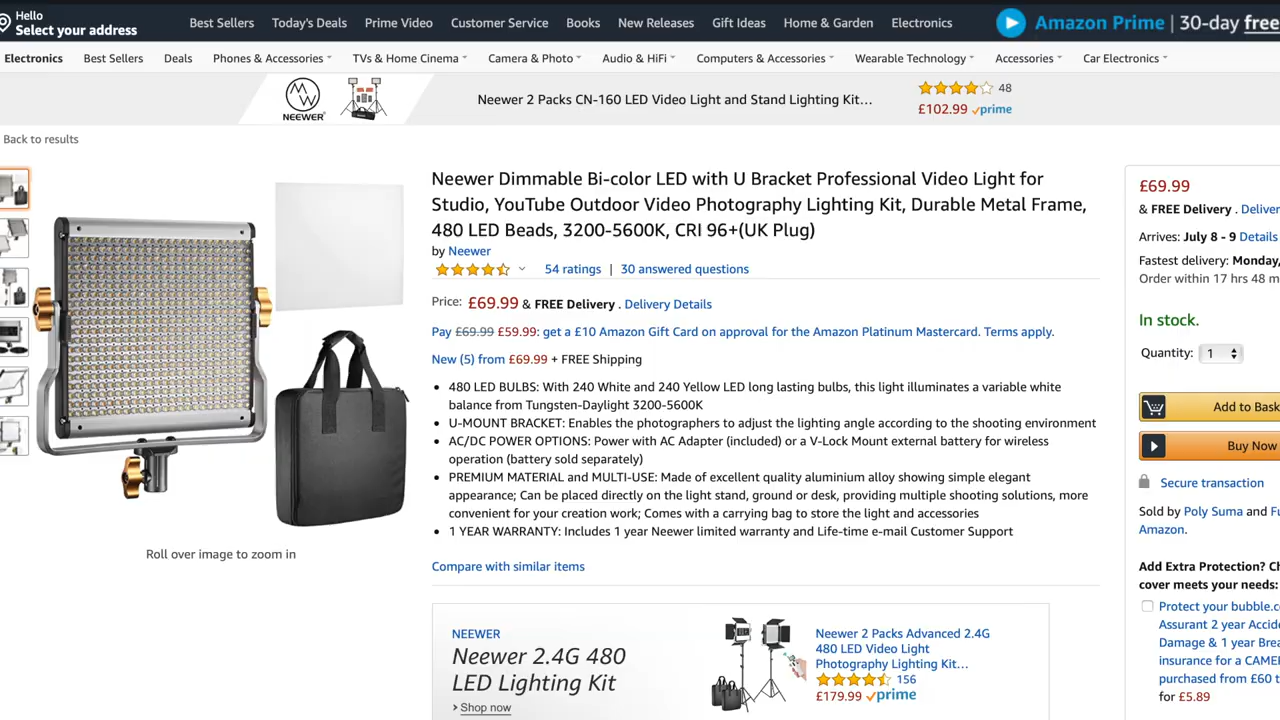 Hello
Select your address
Best Sellers Today's Deals Prime Video Customer Service Books New Releases Gift Ideas Home & Garden Electronics
Amazon Prime | 30-day free
Electronics Best Sellers Deals Phones & Accessories TVs & Home Cinema Camera & Photo Audio & HiFi Computers & Accessories Wearable Technology Accessories Car Electronics
NEEWER
Neewer 2 Packs CN-160 LED Video Light and Stand Lighting Kit…
48
£102.99 prime
Back to results
Neewer Dimmable Bi-color LED with U Bracket Professional Video Light for
Studio, YouTube Outdoor Video Photography Lighting Kit, Durable Metal Frame,
480 LED Beads, 3200-5600K, CRI 96+(UK Plug)
by Neewer
54 ratings | 30 answered questions
Price: £69.99 & FREE Delivery . Delivery Details
Pay £69.99 £59.99: get a £10 Amazon Gift Card on approval for the Amazon Platinum Mastercard. Terms apply.
New (5) from £69.99 + FREE Shipping
• 480 LED BULBS: With 240 White and 240 Yellow LED long lasting bulbs, this light illuminates a variable white
balance from Tungsten-Daylight 3200-5600K
• U-MOUNT BRACKET: Enables the photographers to adjust the lighting angle according to the shooting environment
• AC/DC POWER OPTIONS: Power with AC Adapter (included) or a V-Lock Mount external battery for wireless
operation (battery sold separately)
• PREMIUM MATERIAL and MULTI-USE: Made of excellent quality aluminium alloy showing simple elegant
appearance; Can be placed directly on the light stand, ground or desk, providing multiple shooting solutions, more
convenient for your creation work; Comes with a carrying bag to store the light and accessories
• 1 YEAR WARRANTY: Includes 1 year Neewer limited warranty and Life-time e-mail Customer Support
Roll over image to zoom in
Compare with similar items
NEEWER
Neewer 2.4G 480
LED Lighting Kit
Shop now
Neewer 2 Packs Advanced 2.4G
480 LED Video Light
Photography Lighting Kit…
156
£179.99 prime
£69.99
& FREE Delivery . Deliver
Arrives: July 8 - 9 Details
Fastest delivery: Monday,
Order within 17 hrs 48 m
In stock.
Quantity: 1
Add to Bask
Buy Now
Secure transaction
Sold by Poly Suma and Fu
Amazon.
Add Extra Protection? Ch
cover meets your needs:
Protect your bubble.c
Assurant 2 year Accide
Damage & 1 year Brea
insurance for a CAME
purchased from £60 t
for £5.89